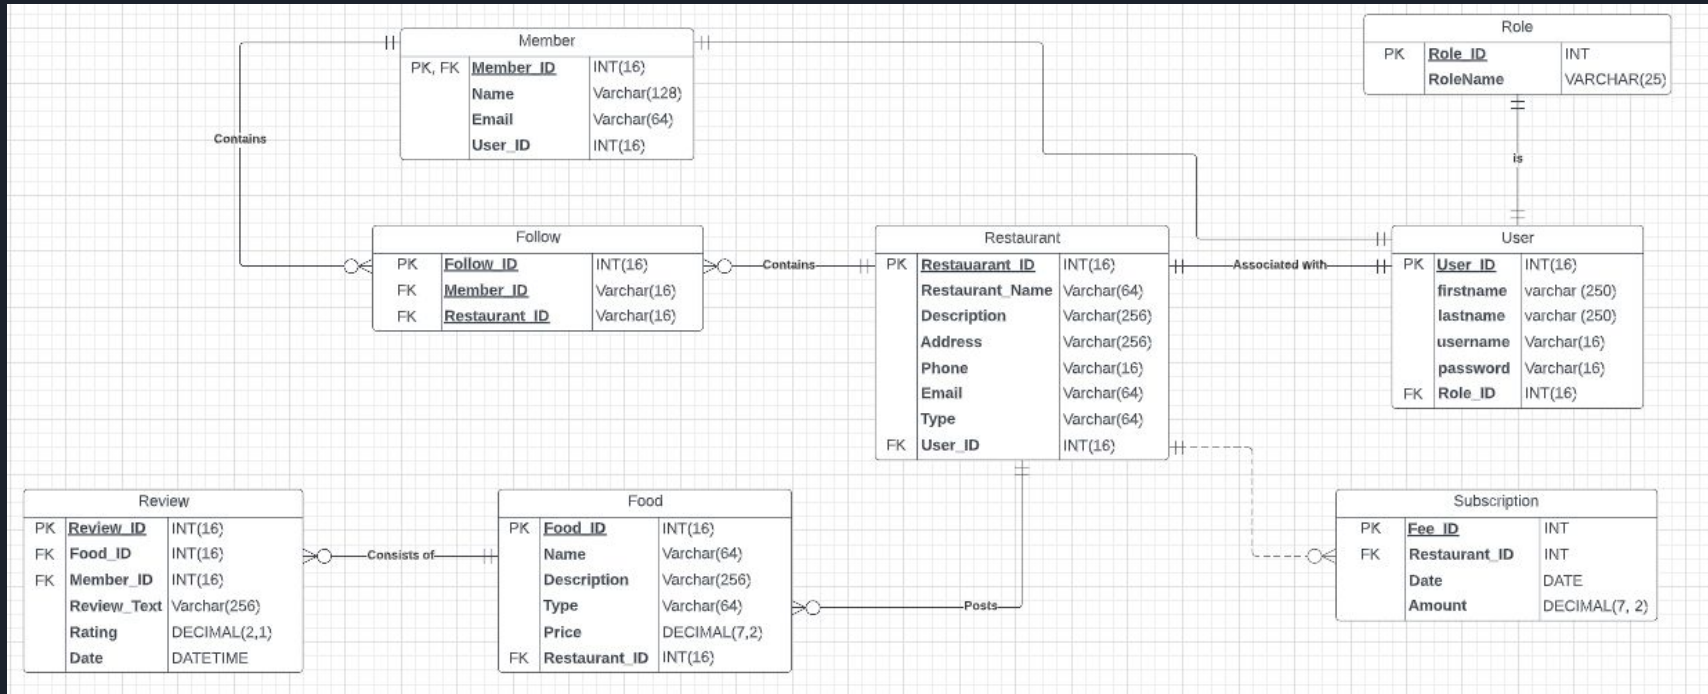 Member
PK, FK Member_ID INT(16)
Name Varchar(128)
Email Varchar(64)
User_ID INT(16)
Role
PK Role_ID INT
RoleName VARCHAR(25)
Contains
is
Follow
PK Follow_ID INT(16)
FK Member_ID Varchar(16)
FK Restaurant_ID Varchar(16)
Contains
Restaurant
PK Restauarant_ID INT(16)
Restaurant_Name Varchar(64)
Description Varchar(256)
Address Varchar(256)
Phone Varchar(16)
Email Varchar(64)
Type Varchar(64)
FK User_ID INT(16)
Associated with
User
PK User_ID INT(16)
firstname varchar (250)
lastname varchar (250)
username Varchar(16)
password Varchar(16)
FK Role_ID INT(16)
Review
PK Review_ID INT(16)
FK Food_ID INT(16)
FK Member_ID INT(16)
Review_Text Varchar(256)
Rating DECIMAL(2,1)
Date DATETIME
Consists of
Food
PK Food_ID INT(16)
Name Varchar(64)
Description Varchar(256)
Type Varchar(64)
Price DECIMAL(7,2)
FK Restaurant_ID INT(16)
Posts
Subscription
PK Fee_ID INT
FK Restaurant_ID INT
Date DATE
Amount DECIMAL(7, 2)